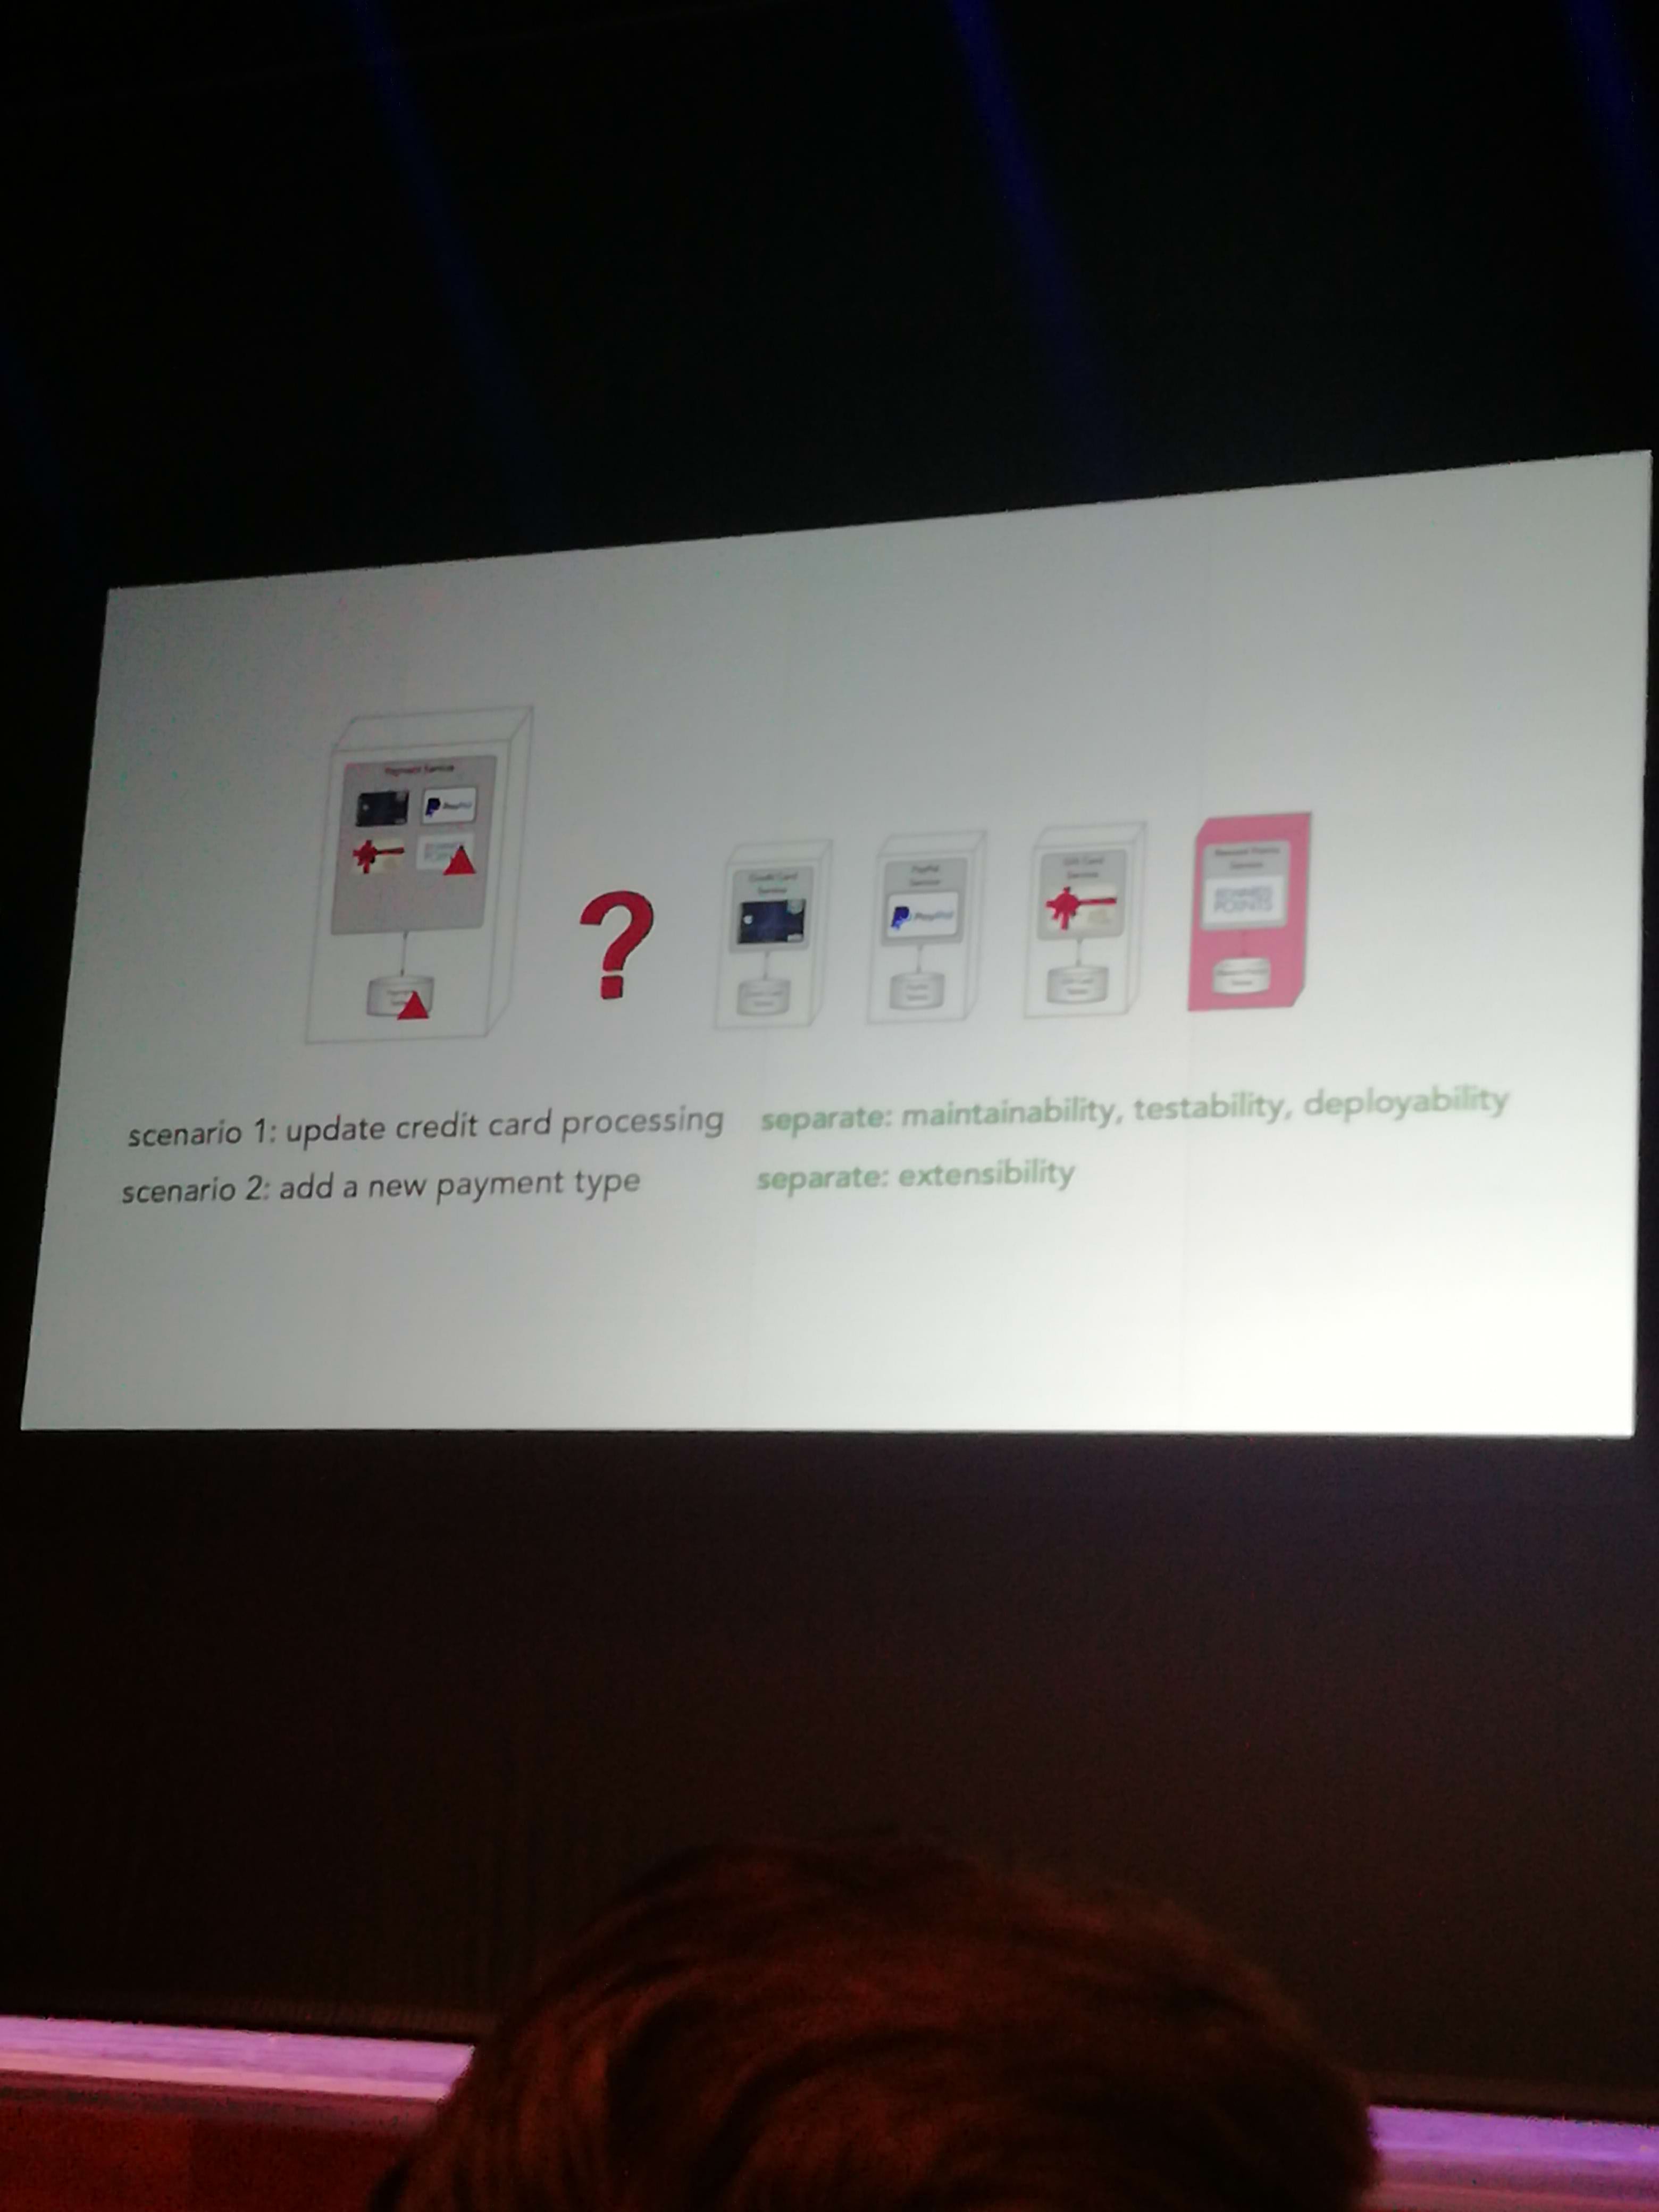 Payment Service
PayPal
Credit Card
Service
PayPal
Service
PayPal
Gift Card
Service
Reward Points
Service
REWARD
POINTS
scenario 1: update credit card processing
separate: maintainability, testability, deployability
scenario 2: add a new payment type
separate: extensibility